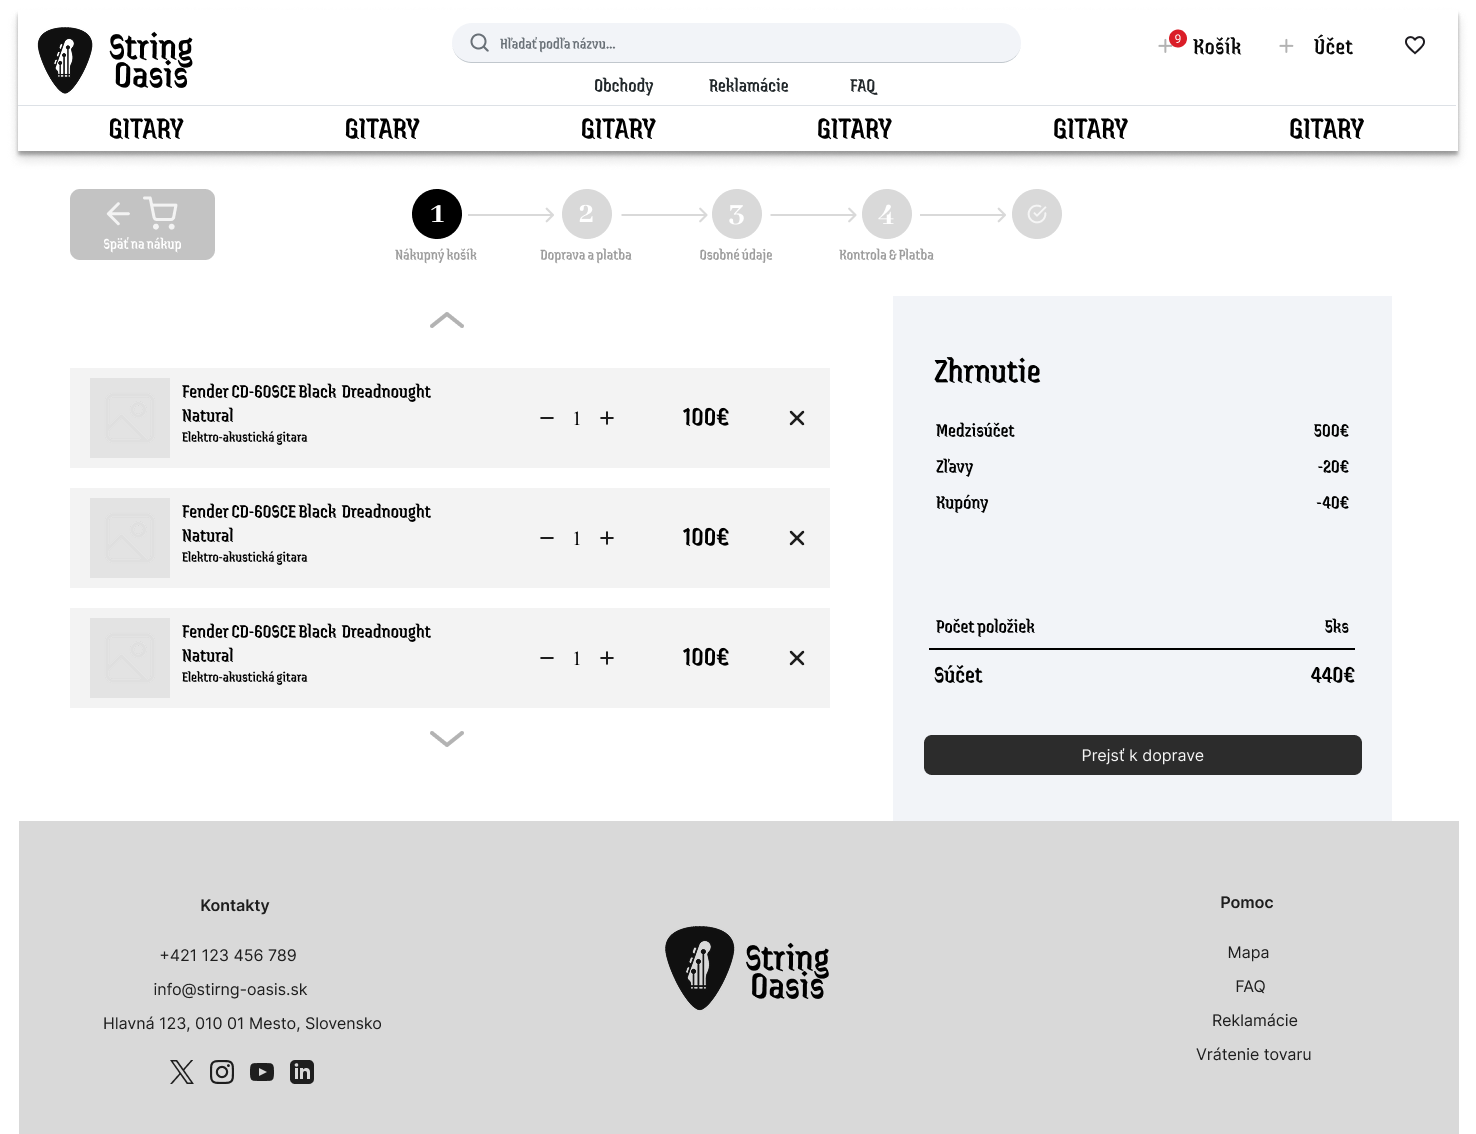 String
Oasis
Hľadať podľa názvu...
9
Košík
Účet
Obchody
Reklamácie
FAQ
GITARY
GITARY
GITARY
GITARY
GITARY
GITARY
Späť na nákup
1
2
3
4
Nákupný košík
Doprava a platba
Osobné údaje
Kontrola & Platba
Fender CD-60SCE Black Dreadnought
Natural
Elektro-akustická gitara
1
100€
Fender CD-60SCE Black Dreadnought
Natural
Elektro-akustická gitara
1
100€
Fender CD-60SCE Black Dreadnought
Natural
Elektro-akustická gitara
1
100€
Zhrnutie
Medzisúčet 500€
Zľavy -20€
Kupóny -40€
Počet položiek 5ks
Súčet 440€
Prejsť k doprave
Kontakty
+421 123 456 789
info@stirng-oasis.sk
Hlavná 123, 010 01 Mesto, Slovensko
String
Oasis
Pomoc
Mapa
FAQ
Reklamácie
Vrátenie tovaru